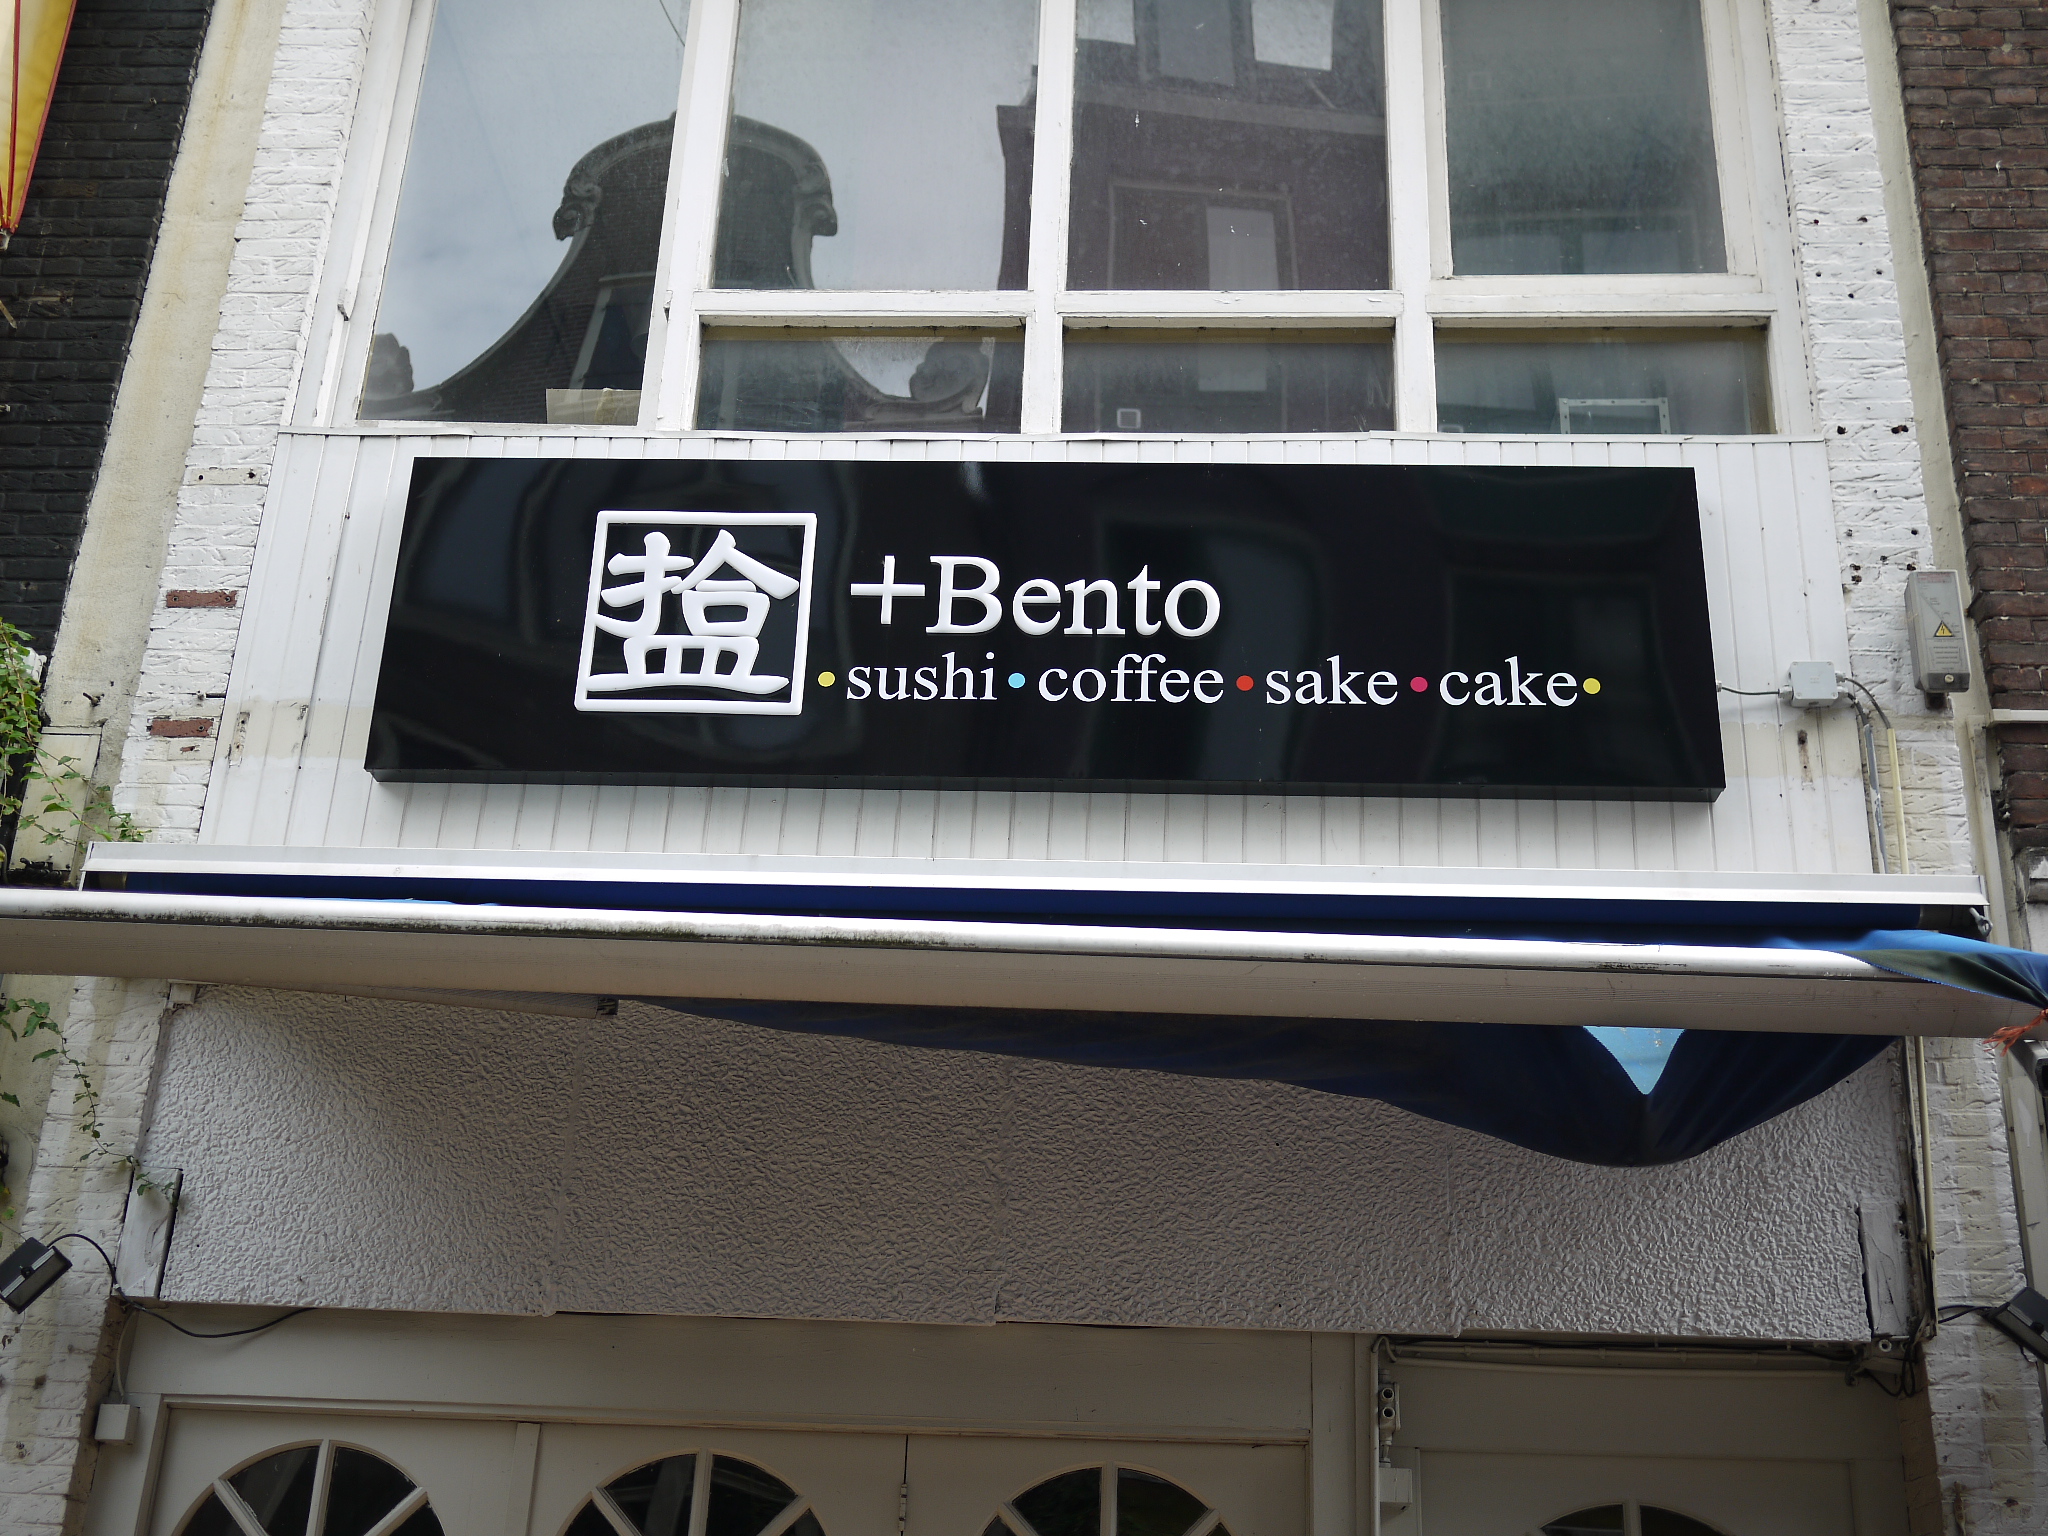 +Bento
•sushi•coffee•sake•cake•